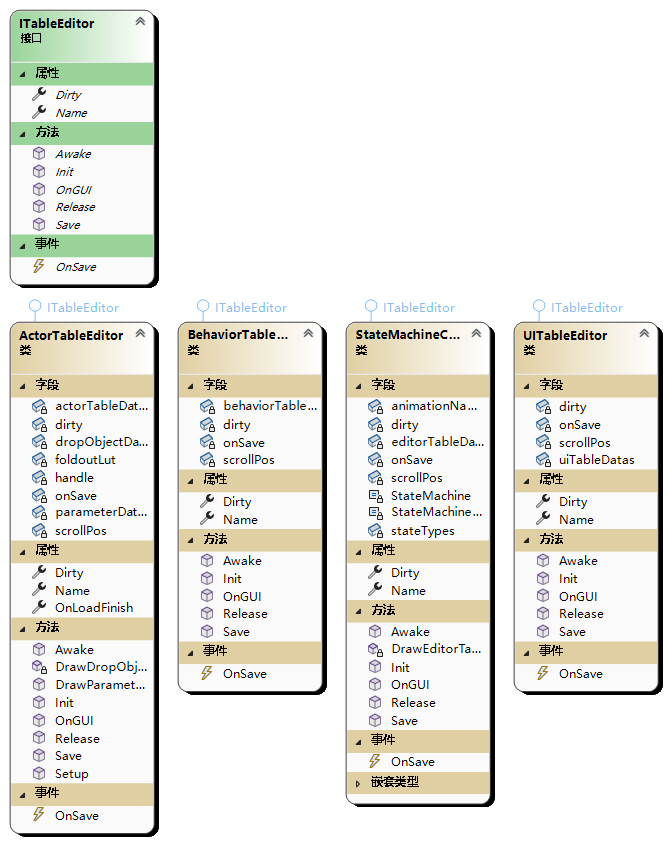 ITableEditor
接口
属性
Dirty
Name
方法
Awake
Init
OnGUI
Release
Save
事件
OnSave
ITableEditor
ActorTableEditor
类
字段
actorTableDat...
dirty
dropObjectDa...
foldoutLut
handle
onSave
parameterDat...
scrollPos
属性
Dirty
Name
OnLoadFinish
方法
Awake
DrawDropObj...
DrawParamet...
Init
OnGUI
Release
Save
Setup
事件
OnSave
ITableEditor
BehaviorTable...
类
字段
behaviorTable...
dirty
onSave
scrollPos
属性
Dirty
Name
方法
Awake
Init
OnGUI
Release
Save
事件
OnSave
ITableEditor
StateMachineC...
类
字段
animationNa...
dirty
editorTableDa...
onSave
scrollPos
StateMachine
StateMachine...
stateTypes
属性
Dirty
Name
方法
Awake
DrawEditorTa...
Init
OnGUI
Release
Save
事件
OnSave
嵌套类型
ITableEditor
UITableEditor
类
字段
dirty
onSave
scrollPos
uiTableDatas
属性
Dirty
Name
方法
Awake
Init
OnGUI
Release
Save
事件
OnSave